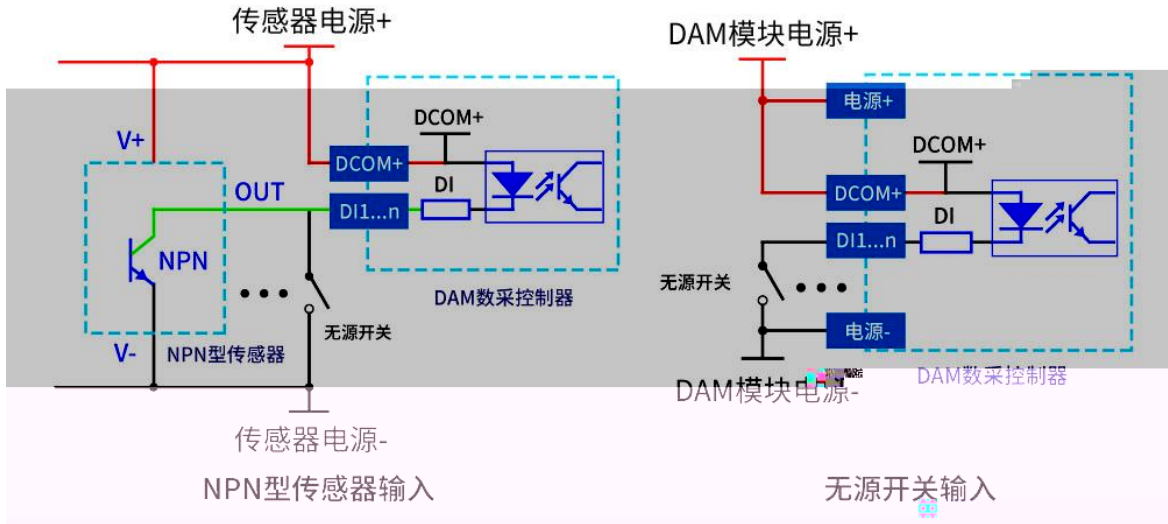 传感器电源+
DCOM+
V+
DCOM+
OUT
DI
DI1...n
NPN
DAM数采控制器
无源开关
V-
NPN型传感器
传感器电源-
NPN型传感器输入
DAM模块电源+
电源+
DCOM+
DCOM+
DI
DI1...n
无源开关
电源-
DAM模块电源-
DAM数采控制器
无源开关输入